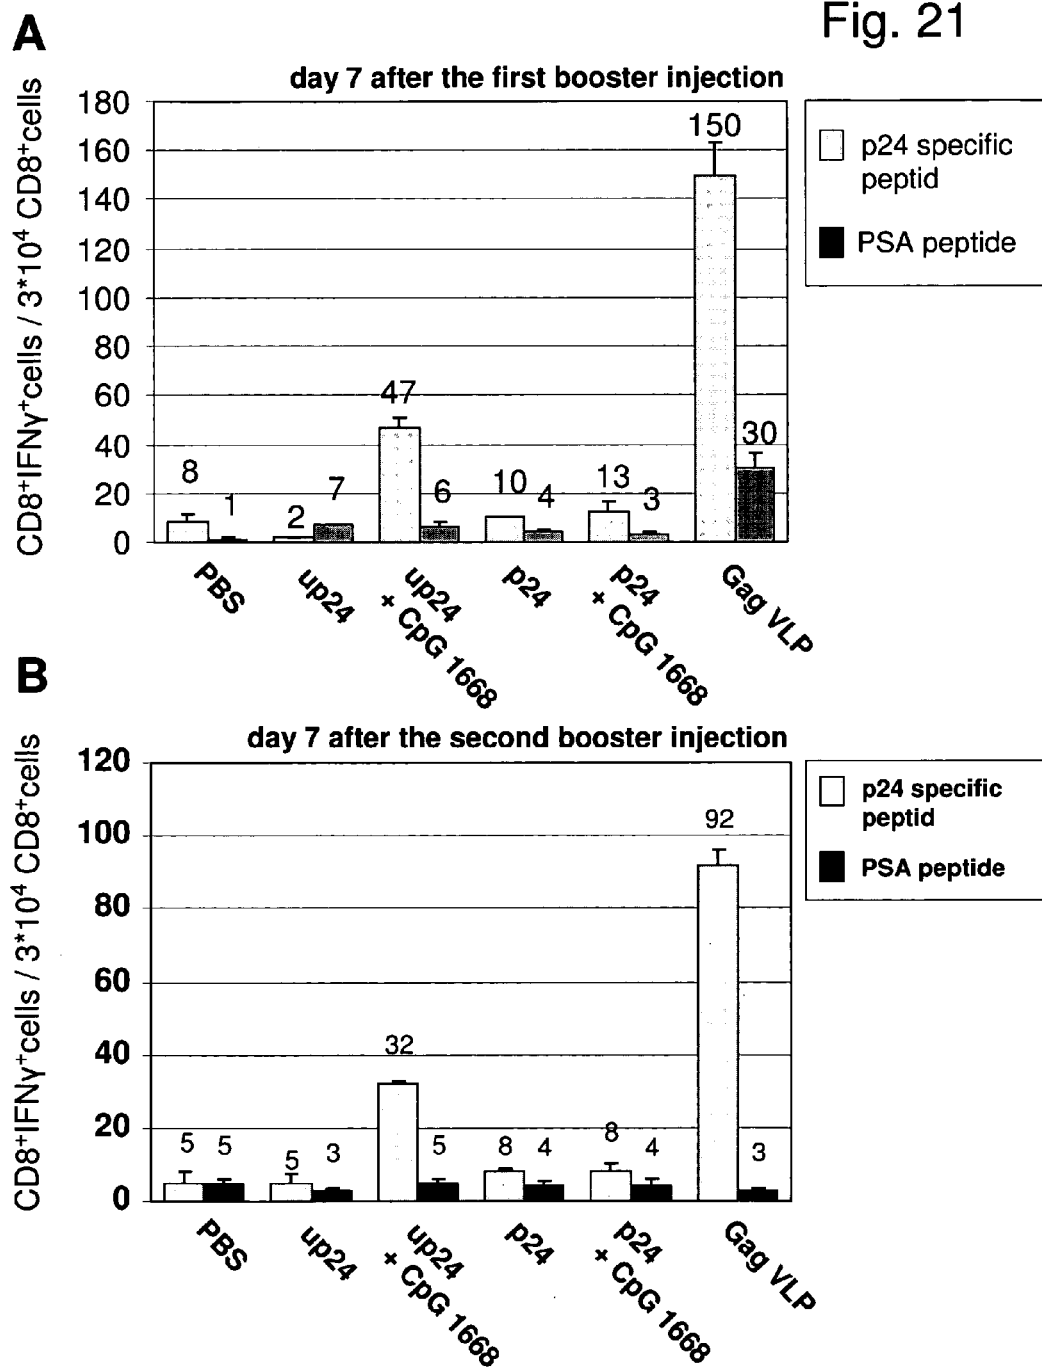 Fig. 21
A
day 7 after the first booster injection
CD8⁺IFNγ⁺cells / 3*10⁴ CD8⁺cells
180
160
140
120
100
80
60
40
20
0
8
1
2
7
47
6
10
4
13
3
150
30
PBS
up24
up24
+ CpG 1668
p24
p24
+ CpG 1668
Gag VLP
p24 specific
peptid
PSA peptide
B
day 7 after the second booster injection
CD8⁺IFNγ⁺cells / 3*10⁴ CD8⁺cells
120
100
80
60
40
20
0
5
5
5
3
32
5
8
4
8
4
92
3
PBS
up24
up24
+ CpG 1668
p24
p24
+ CpG 1668
Gag VLP
p24 specific
peptid
PSA peptide